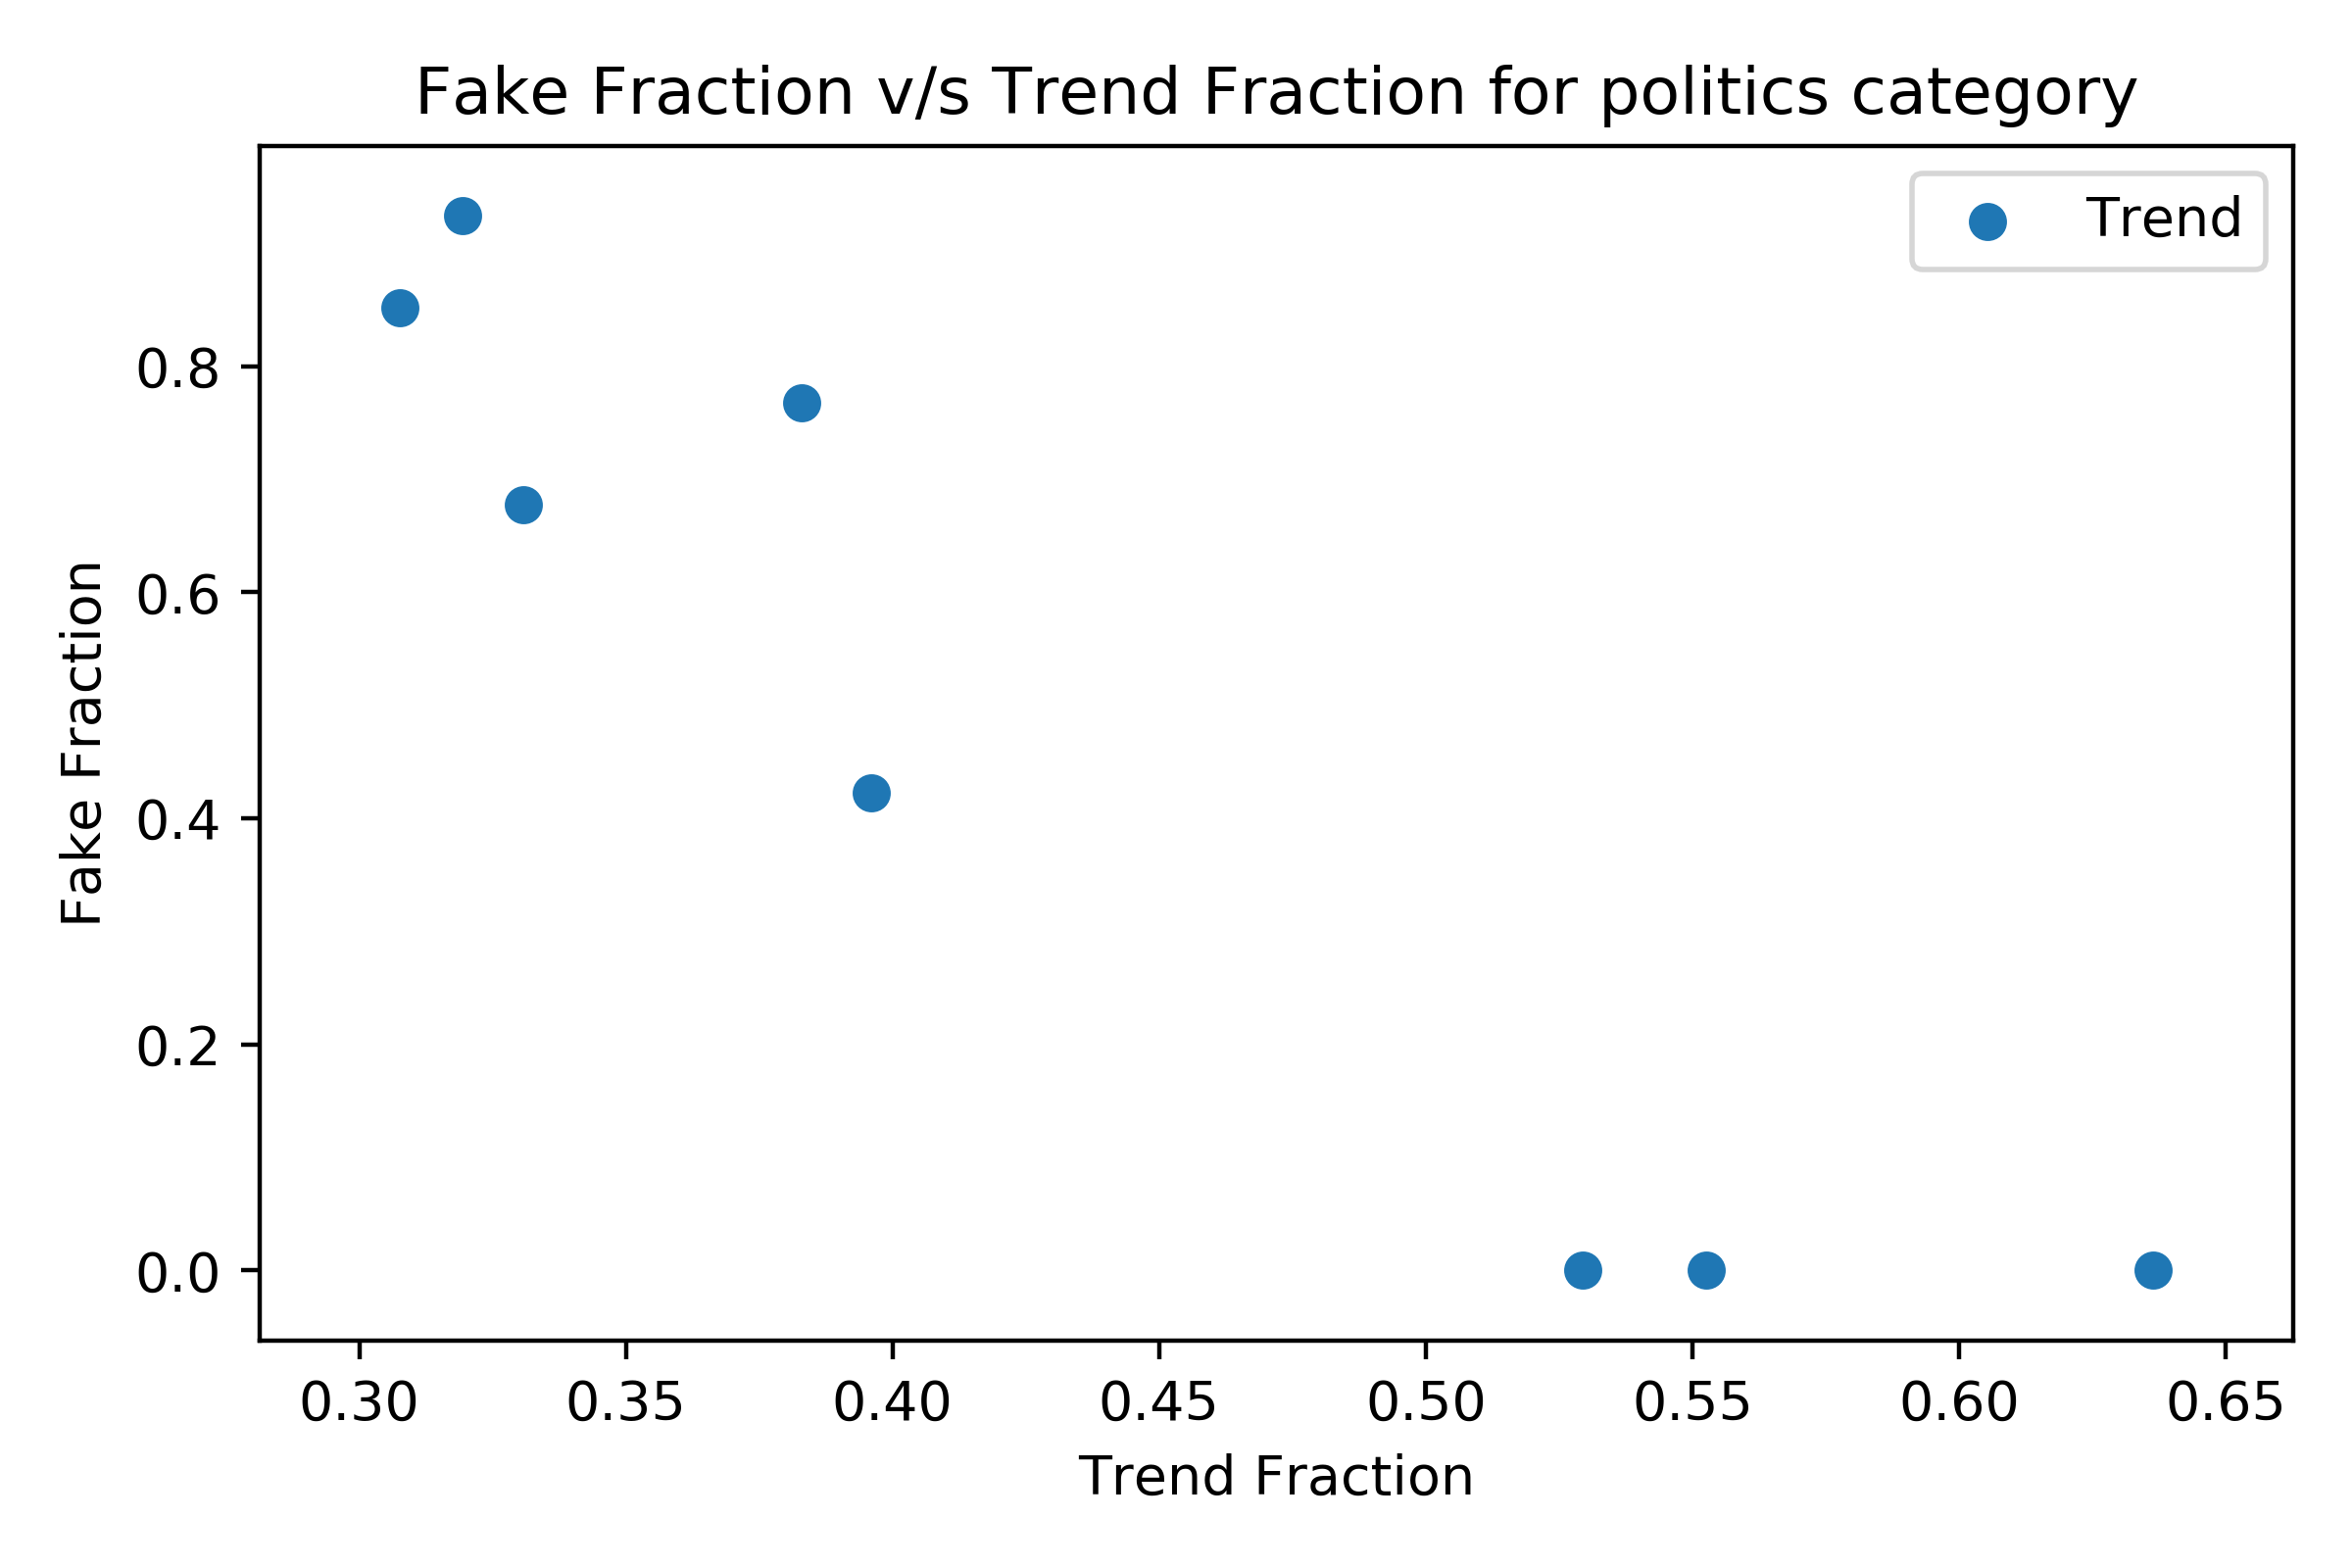 Fake Fraction v/s Trend Fraction for politics category
Trend
Fake Fraction
0.8
0.6
0.4
0.2
0.0
0.30 0.35 0.40 0.45 0.50 0.55 0.60 0.65
Trend Fraction